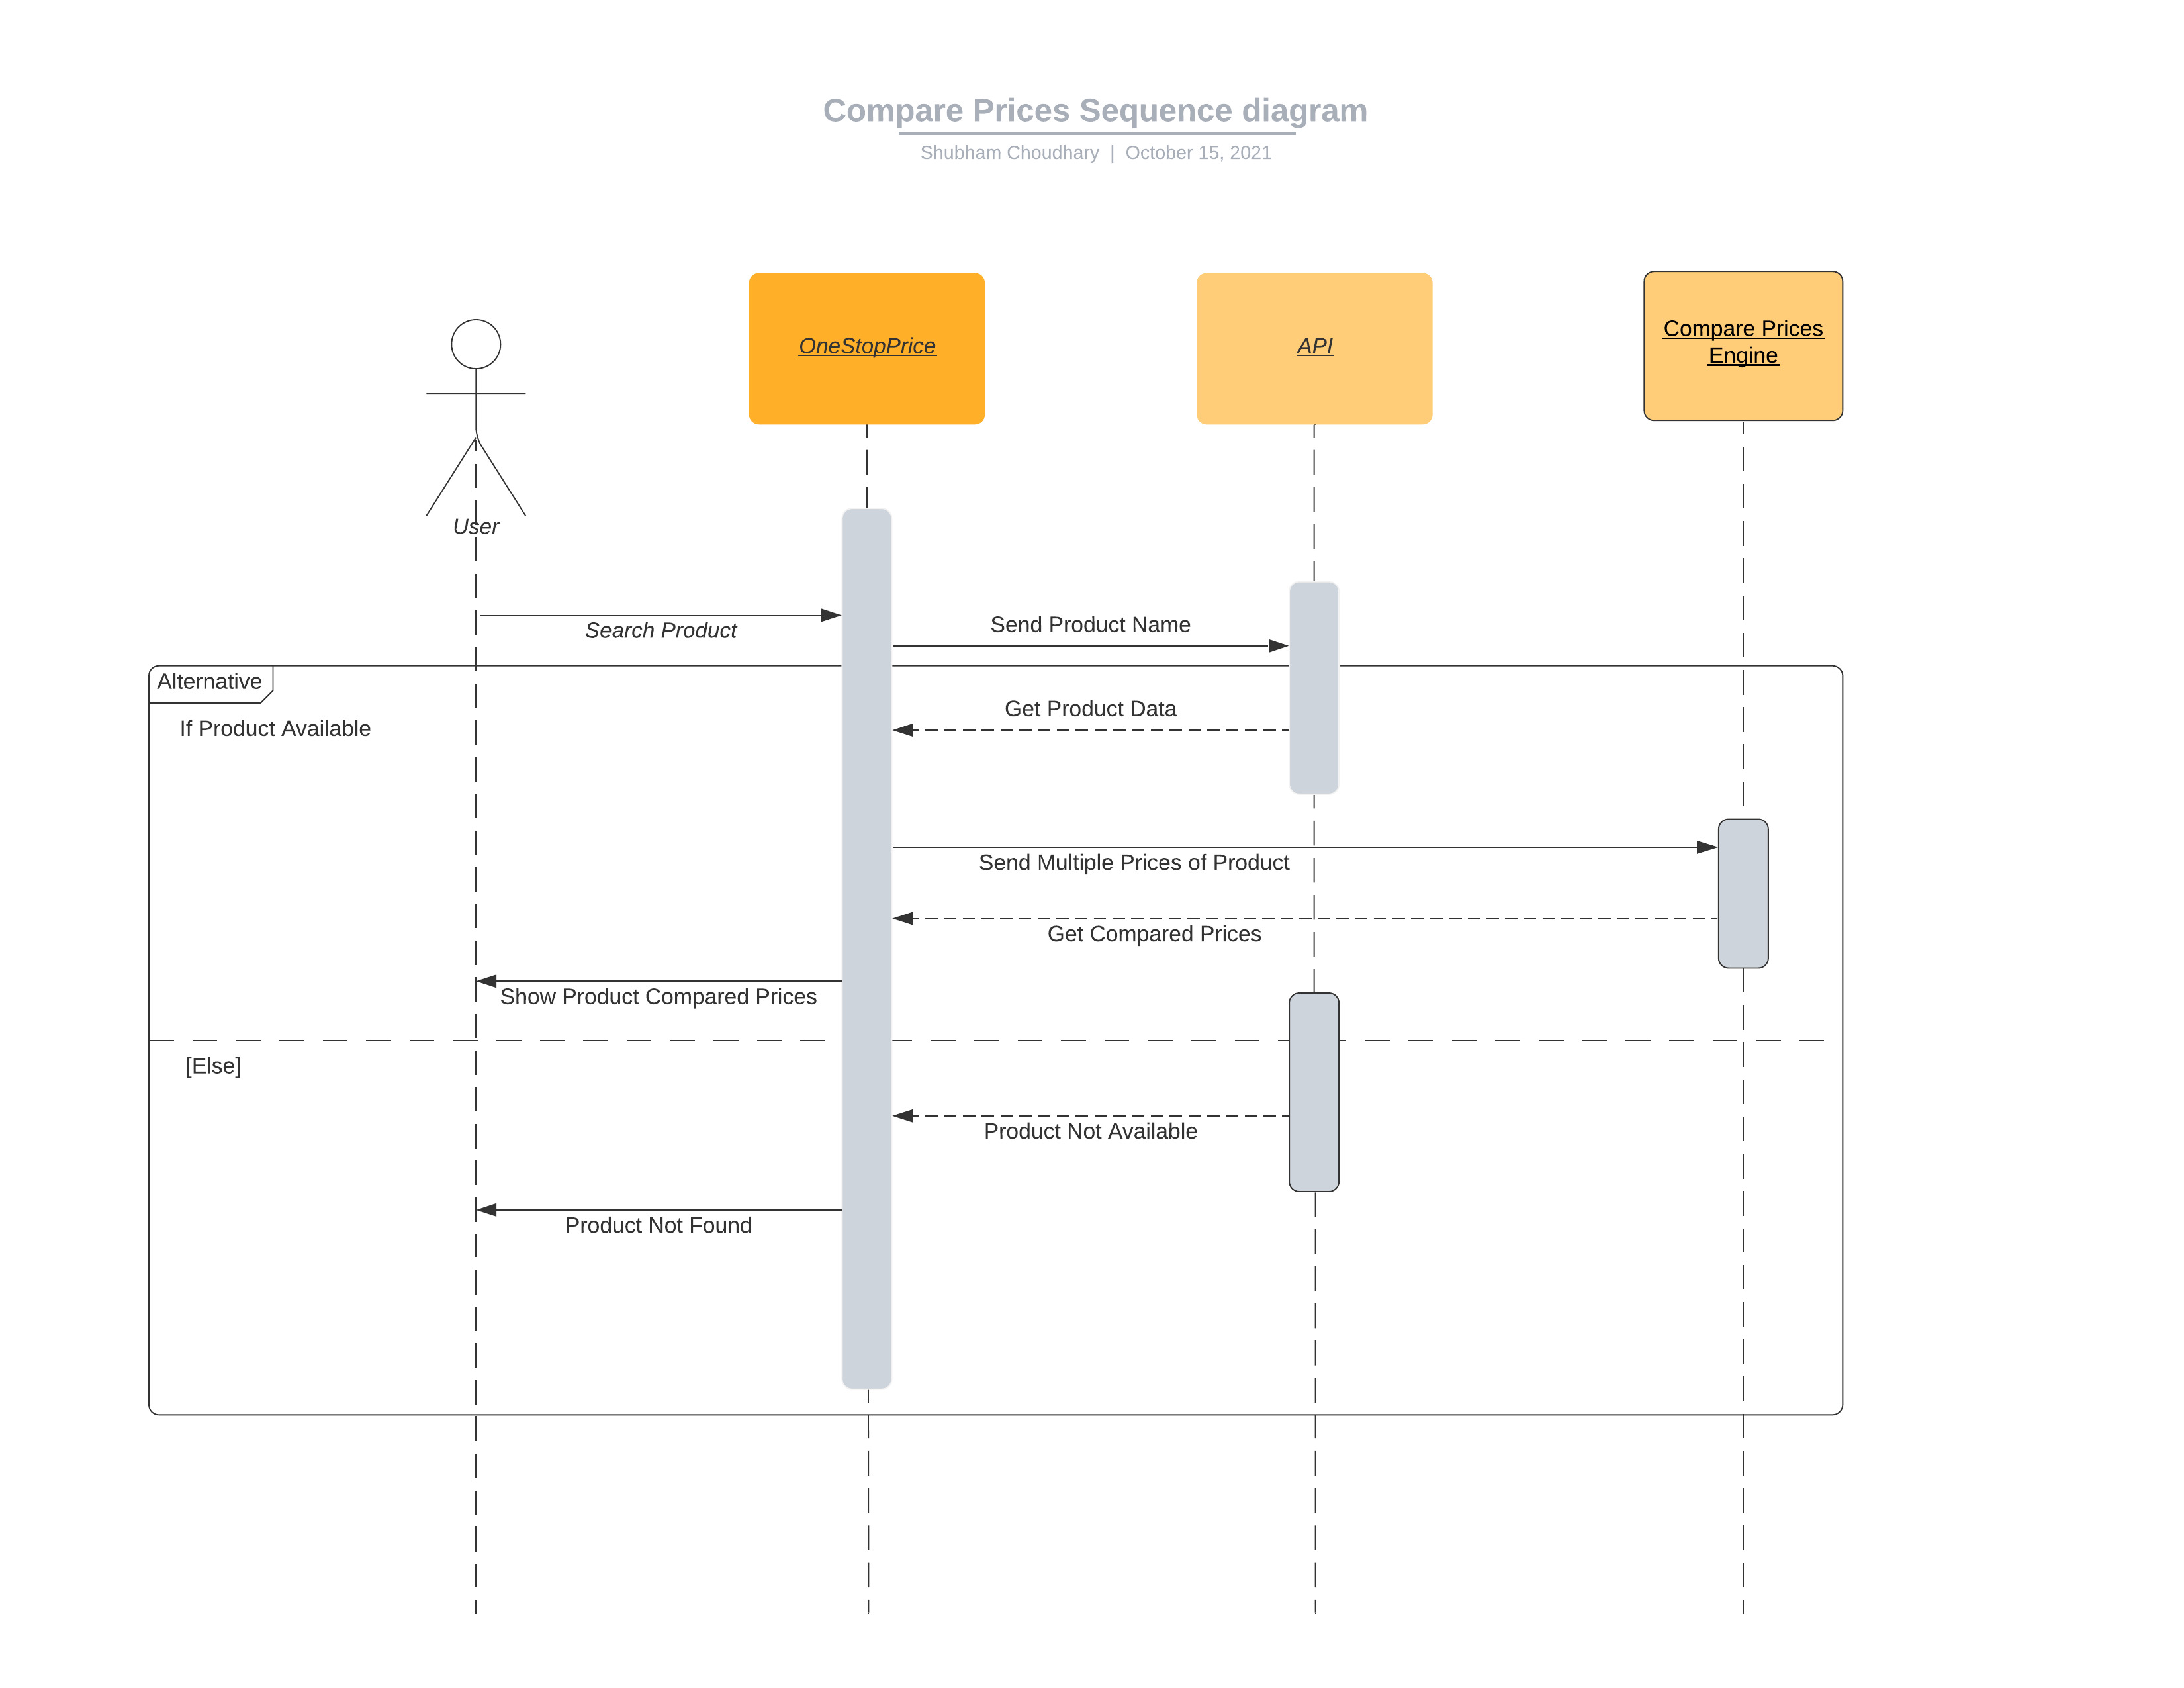 Compare Prices Sequence diagram
Shubham Choudhary | October 15, 2021
OneStopPrice
API
Compare Prices
Engine
User
Search Product
Send Product Name
Alternative
If Product Available
Get Product Data
Send Multiple Prices of Product
Get Compared Prices
Show Product Compared Prices
[Else]
Product Not Available
Product Not Found